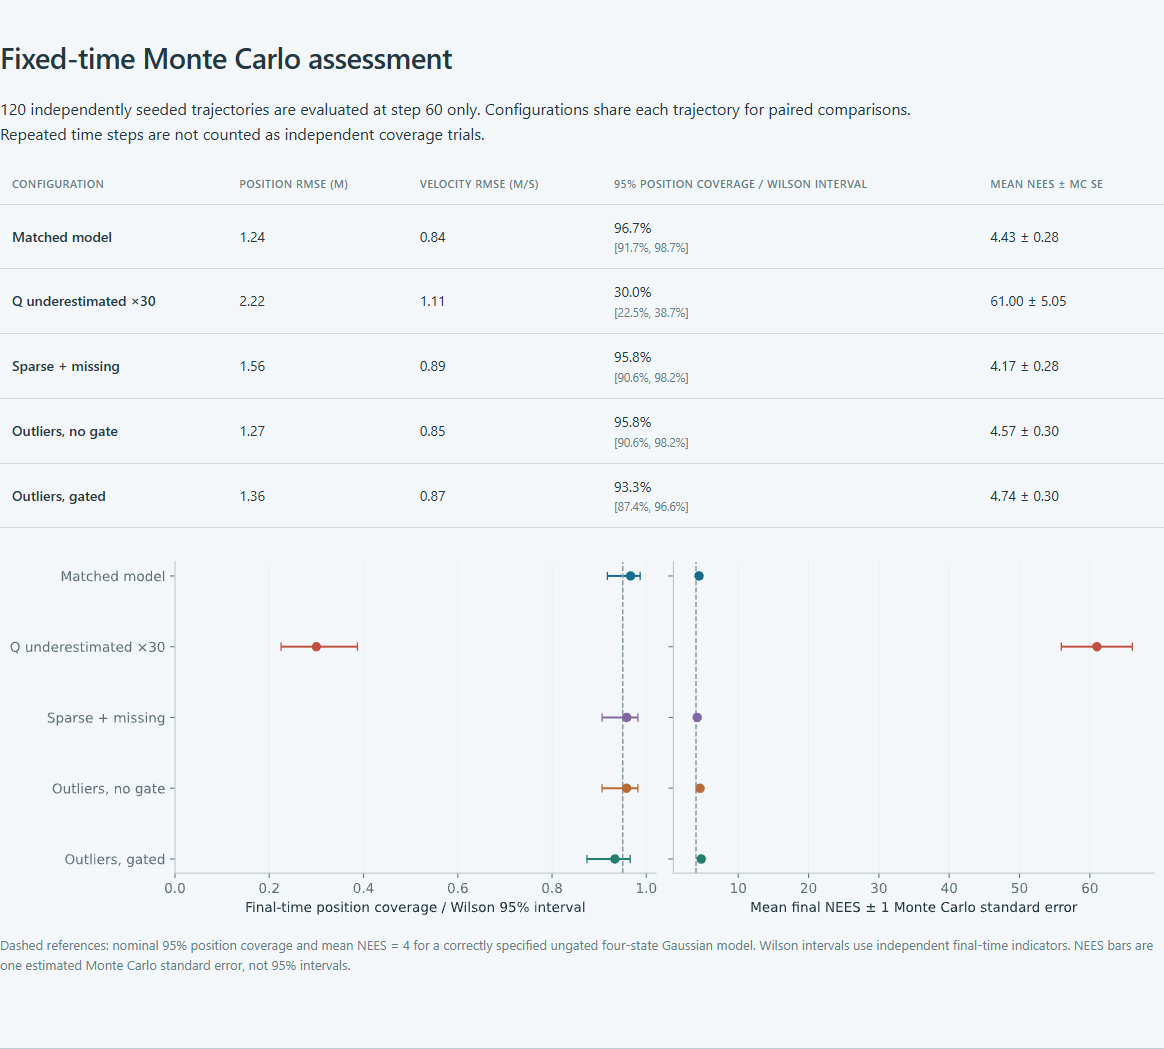 Fixed-time Monte Carlo assessment
120 independently seeded trajectories are evaluated at step 60 only. Configurations share each trajectory for paired comparisons.
Repeated time steps are not counted as independent coverage trials.
CONFIGURATION POSITION RMSE (M) VELOCITY RMSE (M/S) 95% POSITION COVERAGE / WILSON INTERVAL MEAN NEES ± MC SE
Matched model 1.24 0.84 96.7% [91.7%, 98.7%] 4.43 ± 0.28
Q underestimated ×30 2.22 1.11 30.0% [22.5%, 38.7%] 61.00 ± 5.05
Sparse + missing 1.56 0.89 95.8% [90.6%, 98.2%] 4.17 ± 0.28
Outliers, no gate 1.27 0.85 95.8% [90.6%, 98.2%] 4.57 ± 0.30
Outliers, gated 1.36 0.87 93.3% [87.4%, 96.6%] 4.74 ± 0.30
Matched model
Q underestimated ×30
Sparse + missing
Outliers, no gate
Outliers, gated
0.0 0.2 0.4 0.6 0.8 1.0 10 20 30 40 50 60
Final-time position coverage / Wilson 95% interval Mean final NEES ± 1 Monte Carlo standard error
Dashed references: nominal 95% position coverage and mean NEES = 4 for a correctly specified ungated four-state Gaussian model. Wilson intervals use independent final-time indicators. NEES bars are
one estimated Monte Carlo standard error, not 95% intervals.